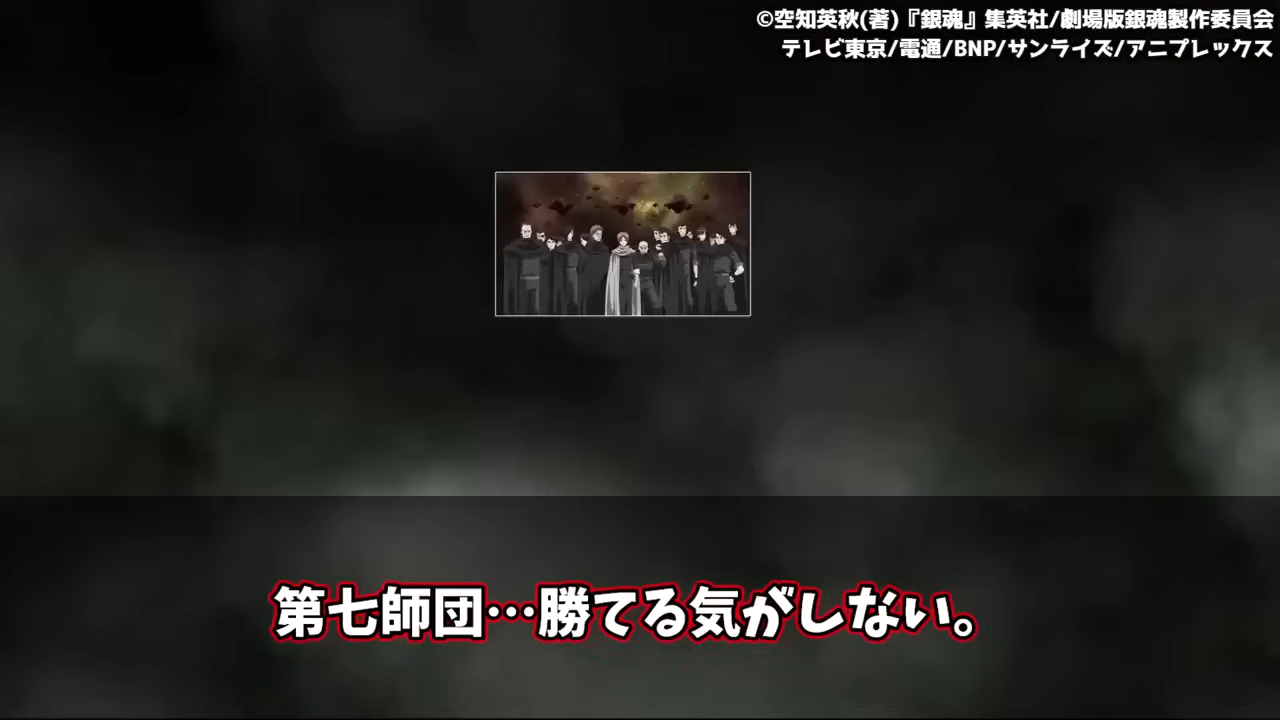 ©空知英秋(著)『銀魂』集英社/劇場版銀魂製作委員会
テレビ東京/電通/BNP/サンライズ/アニプレックス
第七師団…勝てる気がしない。